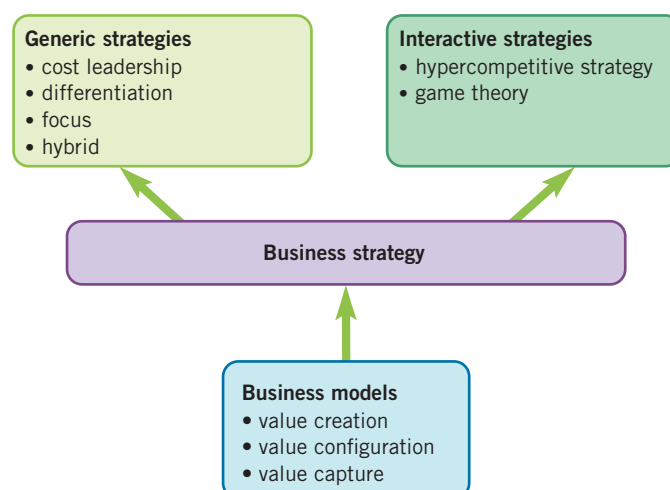 Generic strategies
• cost leadership
• differentiation
• focus
• hybrid
Interactive strategies
• hypercompetitive strategy
• game theory
Business strategy
Business models
• value creation
• value configuration
• value capture